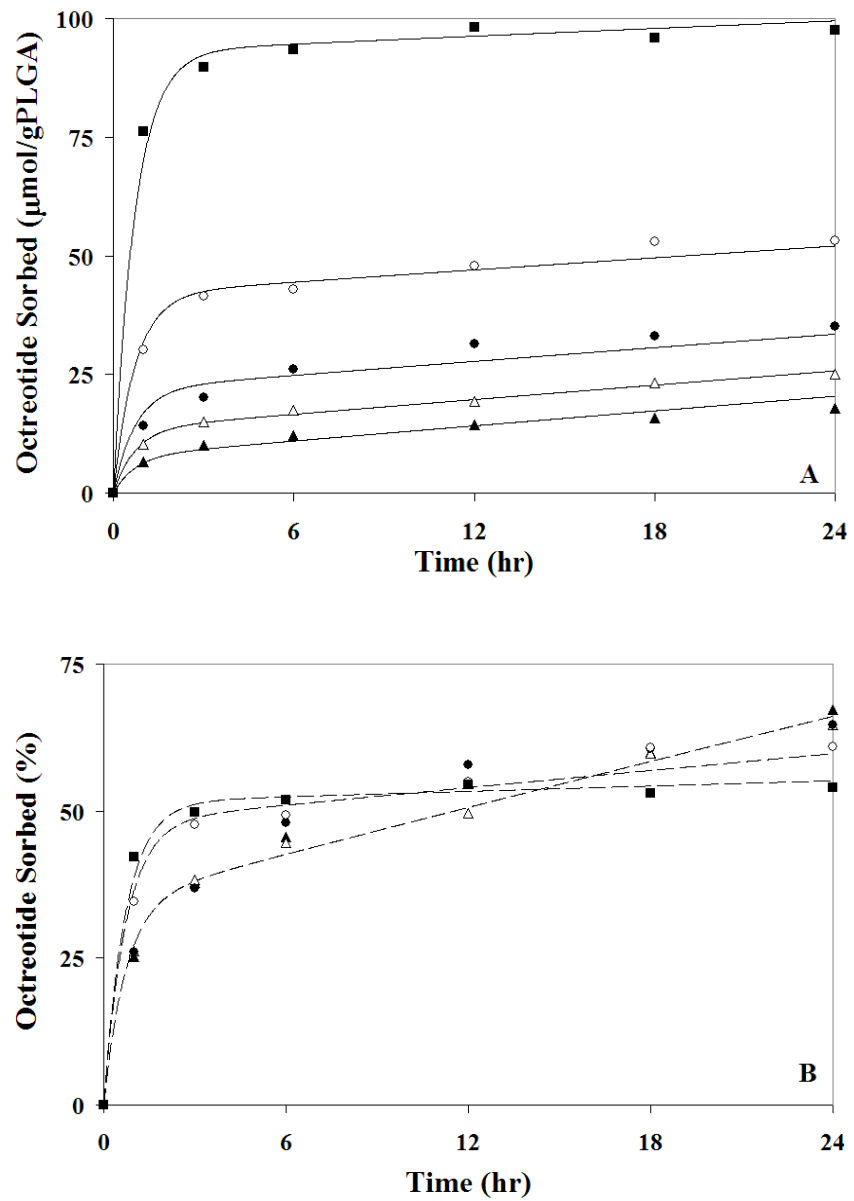 Octreotide Sorbed (μmol/gPLGA)
100
75
50
25
0
0 6 12 18 24
Time (hr)
A
Octreotide Sorbed (%)
75
50
25
0
0 6 12 18 24
Time (hr)
B